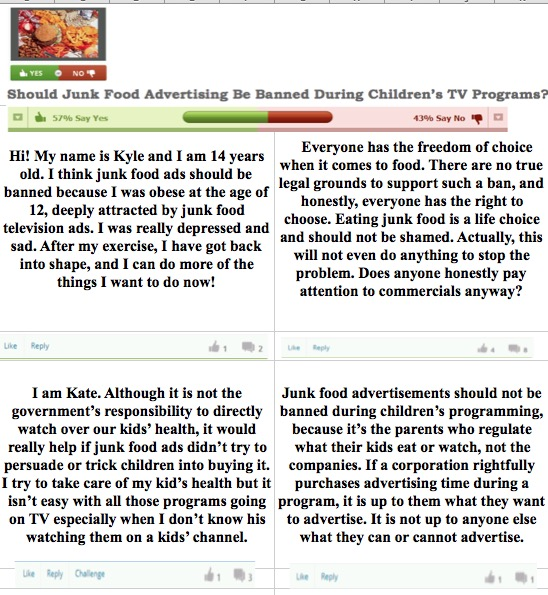 YES NO
Should Junk Food Advertising Be Banned During Children's TV Programs?
57% Say Yes 43% Say No
Hi! My name is Kyle and I am 14 years
old. I think junk food ads should be
banned because I was obese at the age of
12, deeply attracted by junk food
television ads. I was really depressed and
sad. After my exercise, I have got back
into shape, and I can do more of the
things I want to do now!
Like Reply 1 2
Everyone has the freedom of choice
when it comes to food. There are no true
legal grounds to support such a ban, and
honestly, everyone has the right to
choose. Eating junk food is a life choice
and should not be shamed. Actually, this
will not even do anything to stop the
problem. Does anyone honestly pay
attention to commercials anyway?
Like Reply 4 8
I am Kate. Although it is not the
government's responsibility to directly
watch over our kids' health, it would
really help if junk food ads didn't try to
persuade or trick children into buying it.
I try to take care of my kid's health but it
isn't easy with all those programs going
on TV especially when I don't know his
watching them on a kids' channel.
Like Reply Challenge 1 3
Junk food advertisements should not be
banned during children's programming,
because it's the parents who regulate
what their kids eat or watch, not the
companies. If a corporation rightfully
purchases advertising time during a
program, it is up to them what they want
to advertise. It is not up to anyone else
what they can or cannot advertise.
Like Reply 1 1